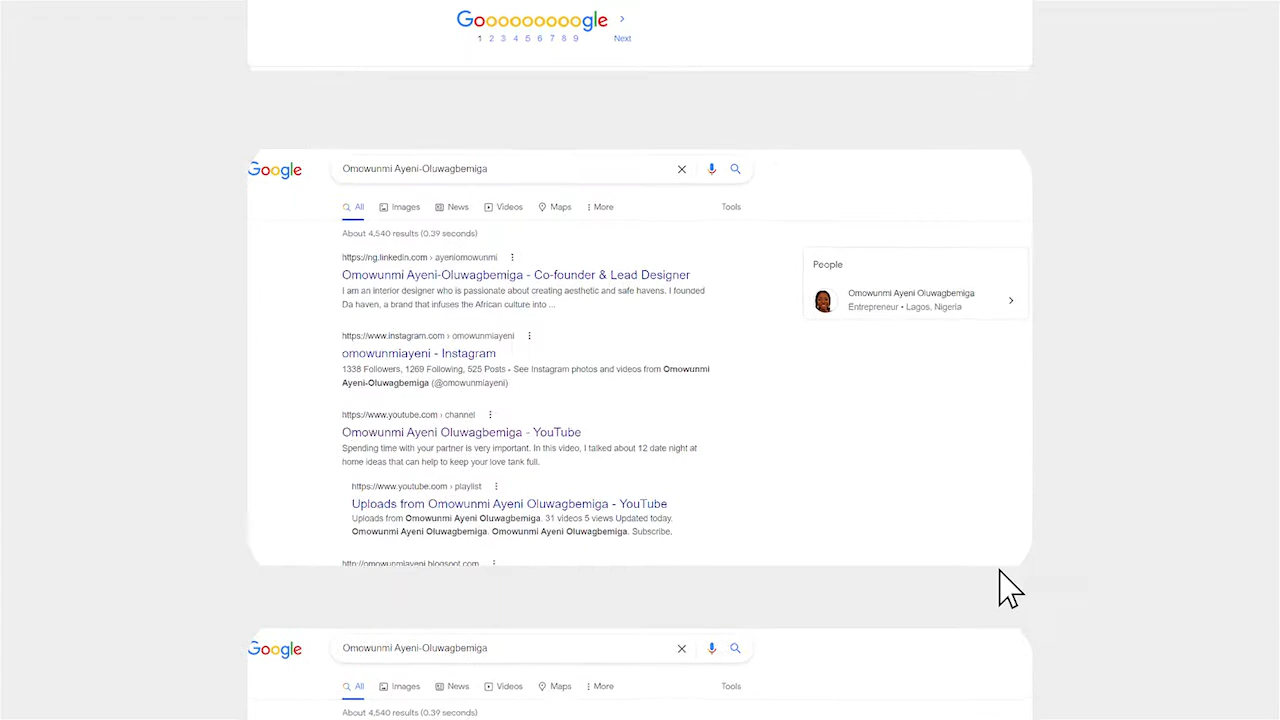 Goooooooooogle
1 2 3 4 5 6 7 8 9 Next
Google
Omowunmi Ayeni-Oluwagbemiga
All Images News Videos Maps More Tools
About 4,540 results (0.39 seconds)
https://ng.linkedin.com › ayeniomowunmi
Omowunmi Ayeni-Oluwagbemiga - Co-founder & Lead Designer
I am an interior designer who is passionate about creating aesthetic and safe havens. I founded
Da haven, a brand that infuses the African culture into ...
https://www.instagram.com › omowunmiayeni
omowunmiayeni - Instagram
1338 Followers, 1269 Following, 525 Posts - See Instagram photos and videos from Omowunmi
Ayeni-Oluwagbemiga (@omowunmiayeni)
https://www.youtube.com › channel
Omowunmi Ayeni Oluwagbemiga - YouTube
Spending time with your partner is very important. In this video, I talked about 12 date night at
home ideas that can help to keep your love tank full.
https://www.youtube.com › playlist
Uploads from Omowunmi Ayeni Oluwagbemiga - YouTube
Uploads from Omowunmi Ayeni Oluwagbemiga. 31 videos 5 views Updated today.
Omowunmi Ayeni Oluwagbemiga. Omowunmi Ayeni Oluwagbemiga. Subscribe.
http://omowunmiayeni.blogspot.com
People
Omowunmi Ayeni Oluwagbemiga
Entrepreneur • Lagos, Nigeria
Google
Omowunmi Ayeni-Oluwagbemiga
All Images News Videos Maps More Tools
About 4,540 results (0.39 seconds)